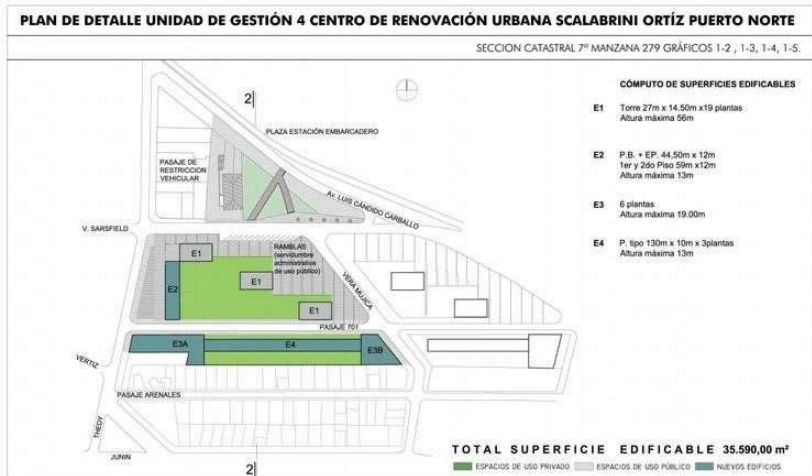 PLAN DE DETALLE UNIDAD DE GESTIÓN 4 CENTRO DE RENOVACIÓN URBANA SCALABRINI ORTÍZ PUERTO NORTE
SECCION CATASTRAL 7º MANZANA 279 GRÁFICOS 1-2 , 1-3, 1-4, 1-5.
CÓMPUTO DE SUPERFICIES EDIFICABLES
E1 Torre 27m x 14.50m x19 plantas
Altura máxima 56m
E2 P.B. + EP. 44,50m x 12m
1er y 2do Piso 59m x12m
Altura máxima 13m
E3 6 plantas
Altura máxima 19.00m
E4 P. tipo 130m x 10m x 3plantas
Altura máxima 13m
2
PLAZA ESTACIÓN EMBARCADERO
PASAJE DE
RESTRICCION
VEHICULAR
Av. LUIS CÁNDIDO CARBALLO
V. SARSFIELD
E1
RAMBLAS
(servidumbre
administrativa
de uso público)
E1
E2
VERA MUJICA
E1
PASAJE 701
E3A
E4
E3B
VERTIZ
PASAJE ARENALES
THEDY
JUNIN
2
TOTAL SUPERFICIE EDIFICABLE 35.590,00 m²
ESPACIOS DE USO PRIVADO
ESPACIOS DE USO PÚBLICO
NUEVOS EDIFICIOS